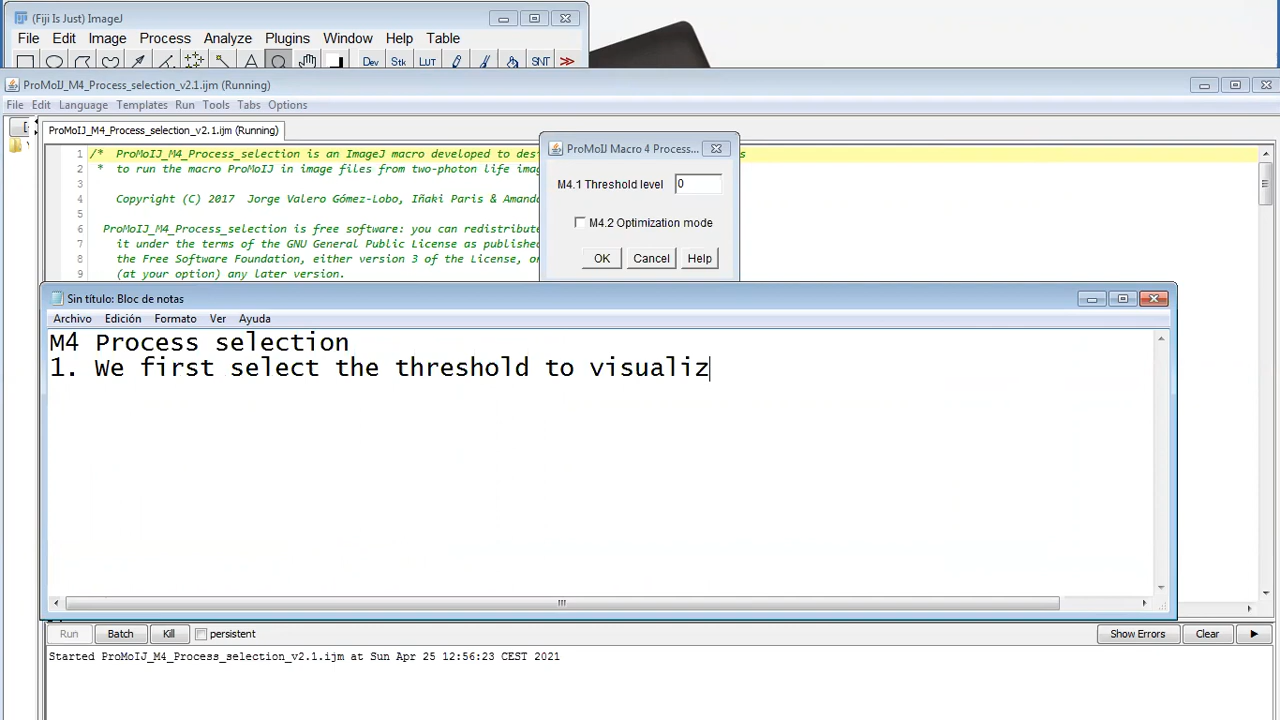 (Fiji Is Just) ImageJ
File Edit Image Process Analyze Plugins Window Help Table
Dev Stk LUT SNT
ProMoIJ_M4_Process_selection_v2.1.ijm (Running)
File Edit Language Templates Run Tools Tabs Options
ProMoIJ_M4_Process_selection_v2.1.ijm (Running)
1 /* ProMoIJ_M4_Process_selection is an ImageJ macro developed to
2 * to run the macro ProMoIJ in image files from two-photon life
3
4 Copyright (C) 2017 Jorge Valero Gómez-Lobo, Iñaki Paris &
5
6 ProMoIJ_M4_Process_selection is free software: you can redistribute
7 it under the terms of the GNU General Public License as published
8 the Free Software Foundation, either version 3 of the License,
9 (at your option) any later version.
ProMoIJ Macro 4 Process...
M4.1 Threshold level 0
M4.2 Optimization mode
OK Cancel Help
Sin título: Bloc de notas
Archivo Edición Formato Ver Ayuda
M4 Process selection
1. We first select the threshold to visualiz
Run Batch Kill persistent Show Errors Clear
Started ProMoIJ_M4_Process_selection_v2.1.ijm at Sun Apr 25 12:56:23 CEST 2021